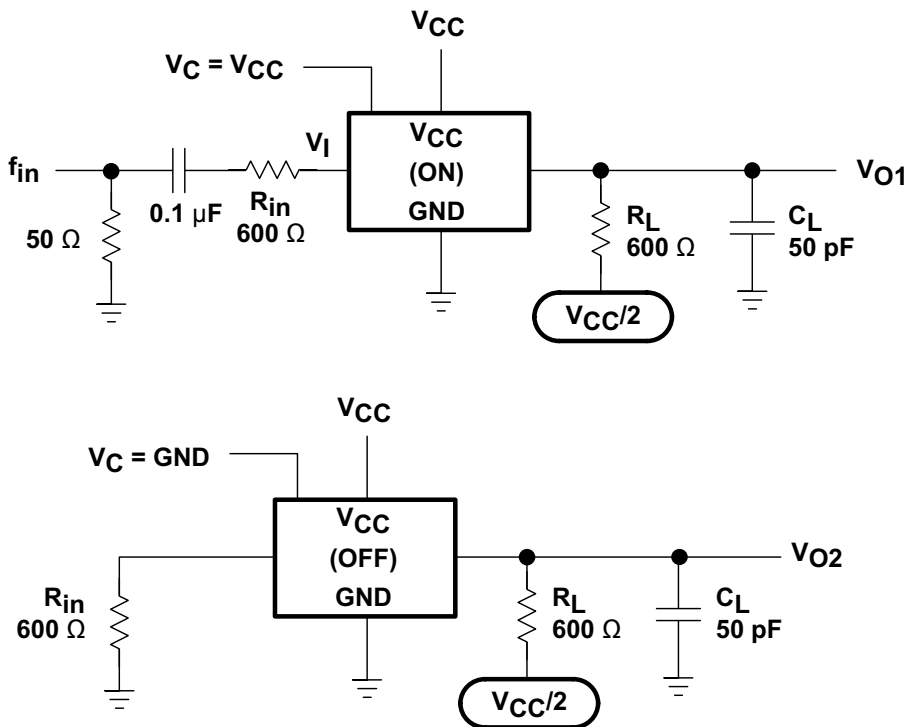 VCC
VC = VCC
VI
VCC
(ON)
GND
fin
50 Ω
0.1 μF
Rin
600 Ω
RL
600 Ω
CL
50 pF
VO1
VCC/2
VCC
VC = GND
VCC
(OFF)
GND
Rin
600 Ω
RL
600 Ω
CL
50 pF
VO2
VCC/2